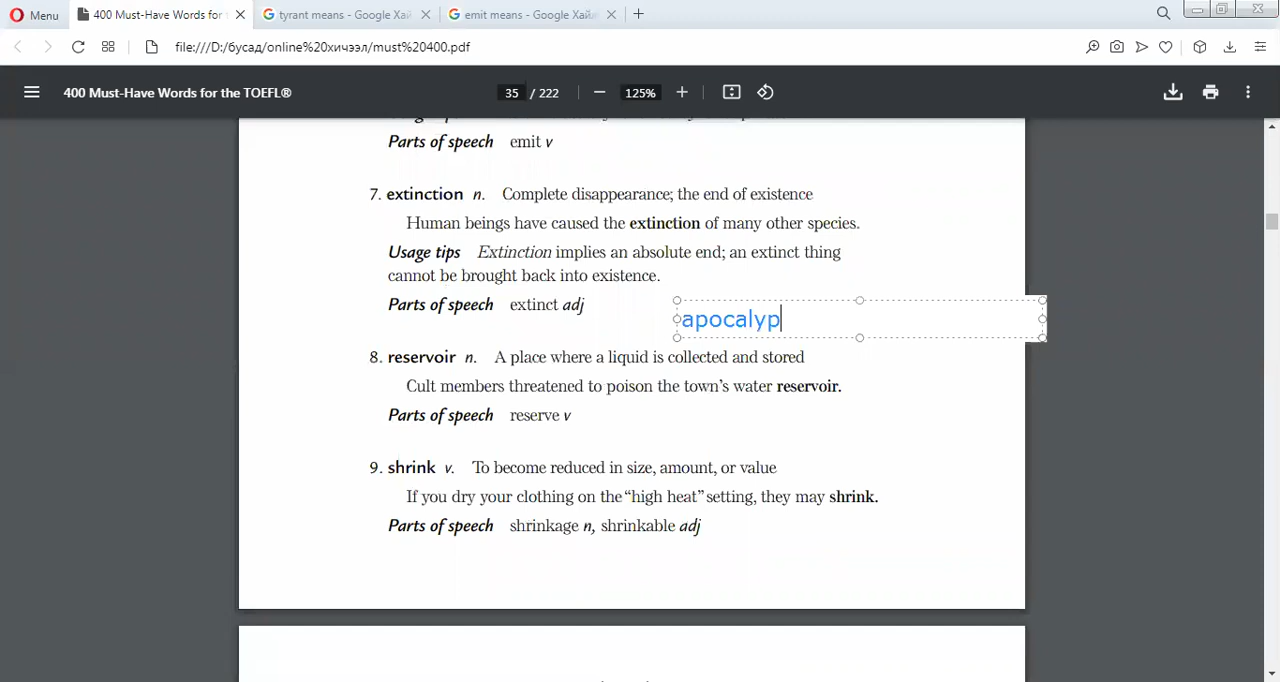 Menu
400 Must-Have Words for
tyrant means - Google Хай
emit means - Google Хай
file:///D:/бусад/online%20хичээл/must%20400.pdf
400 Must-Have Words for the TOEFL®
35 / 222
125%
Parts of speech emit v
7. extinction n. Complete disappearance; the end of existence
Human beings have caused the extinction of many other species.
Usage tips Extinction implies an absolute end; an extinct thing
cannot be brought back into existence.
Parts of speech extinct adj
apocalyp
8. reservoir n. A place where a liquid is collected and stored
Cult members threatened to poison the town's water reservoir.
Parts of speech reserve v
9. shrink v. To become reduced in size, amount, or value
If you dry your clothing on the “high heat” setting, they may shrink.
Parts of speech shrinkage n, shrinkable adj